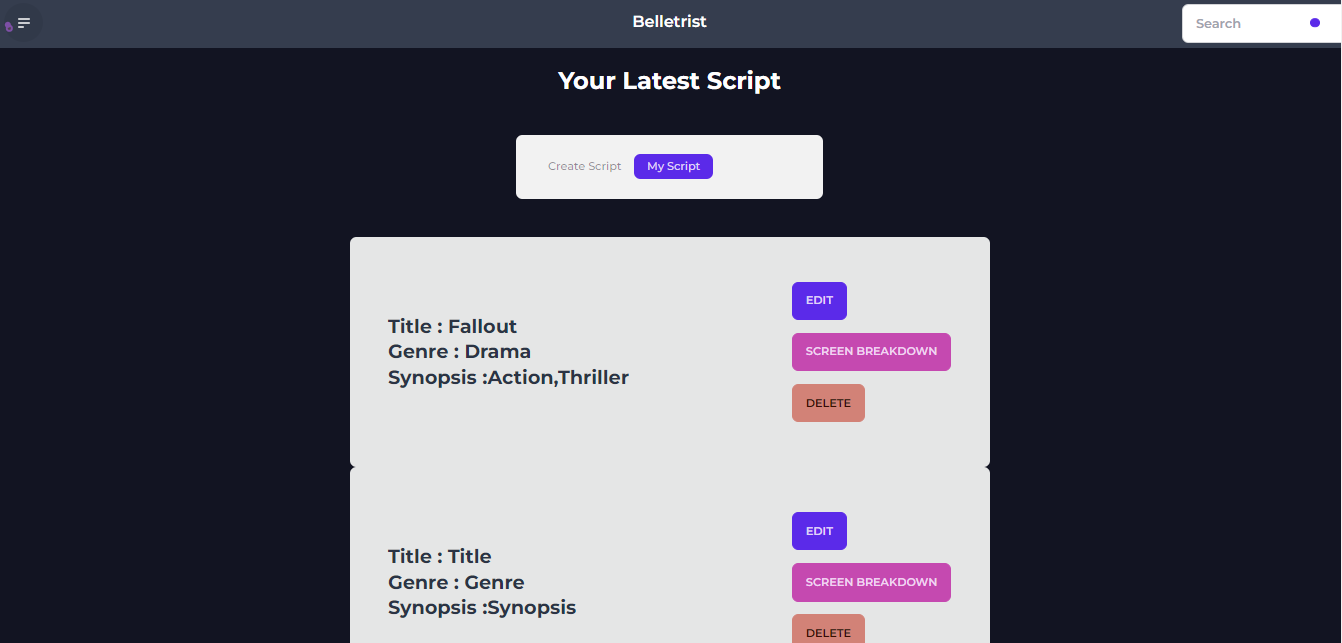 Belletrist
Search
Your Latest Script
Create Script
My Script
Title : Fallout
Genre : Drama
Synopsis :Action,Thriller
EDIT
SCREEN BREAKDOWN
DELETE
Title : Title
Genre : Genre
Synopsis :Synopsis
EDIT
SCREEN BREAKDOWN
DELETE